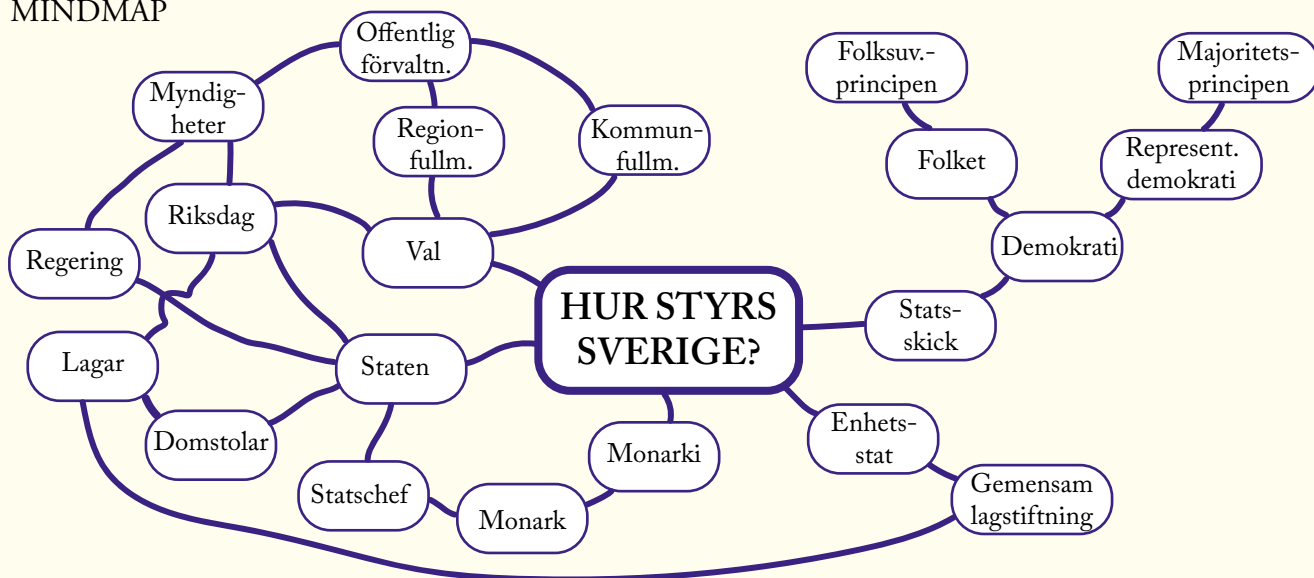 MINDMAP
Offentlig
förvaltn.
Folksuv.-
principen
Majoritets-
principen
Myndig-
heter
Region-
fullm.
Kommun-
fullm.
Folket
Represent.
demokrati
Riksdag
Regering
Val
Demokrati
HUR STYRS
SVERIGE?
Stats-
skick
Lagar
Staten
Domstolar
Monarki
Enhets-
stat
Statschef
Monark
Gemensam
lagstiftning